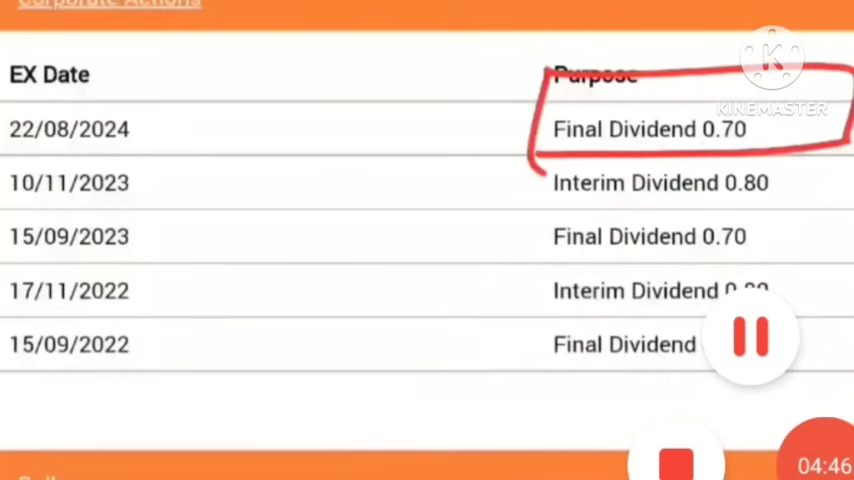 Corporate Actions
EX Date Purpose
22/08/2024 Final Dividend 0.70
10/11/2023 Interim Dividend 0.80
15/09/2023 Final Dividend 0.70
17/11/2022 Interim Dividend
15/09/2022 Final Dividend
K
KINEMASTER
04:46